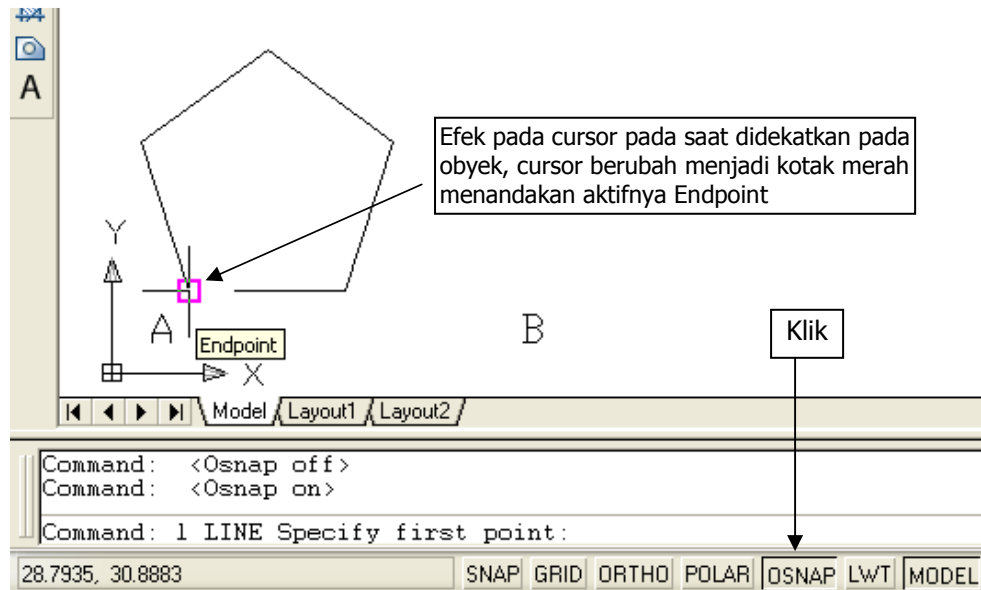 A
Efek pada cursor pada saat didekatkan pada
obyek, cursor berubah menjadi kotak merah
menandakan aktifnya Endpoint
Y
A
Endpoint
B
Klik
X
Model
Layout1
Layout2
Command: <Osnap off>
Command: <Osnap on>
Command: l LINE Specify first point:
28.7935, 30.8883
SNAP GRID ORTHO POLAR OSNAP LWT MODEL